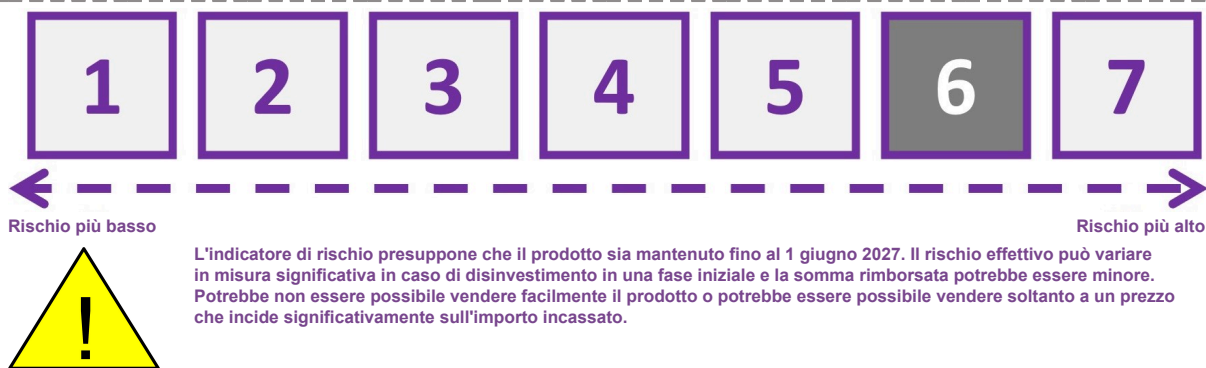 1 2 3 4 5 6 7
Rischio più basso Rischio più alto
!
L'indicatore di rischio presuppone che il prodotto sia mantenuto fino al 1 giugno 2027. Il rischio effettivo può variare
in misura significativa in caso di disinvestimento in una fase iniziale e la somma rimborsata potrebbe essere minore.
Potrebbe non essere possibile vendere facilmente il prodotto o potrebbe essere possibile vendere soltanto a un prezzo
che incide significativamente sull'importo incassato.